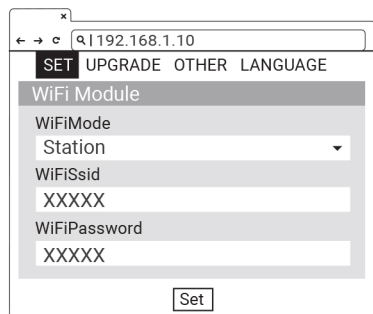 192.168.1.10
SET UPGRADE OTHER LANGUAGE
WiFi Module
WiFiMode
Station
WiFiSsid
XXXXX
WiFiPassword
XXXXX
Set